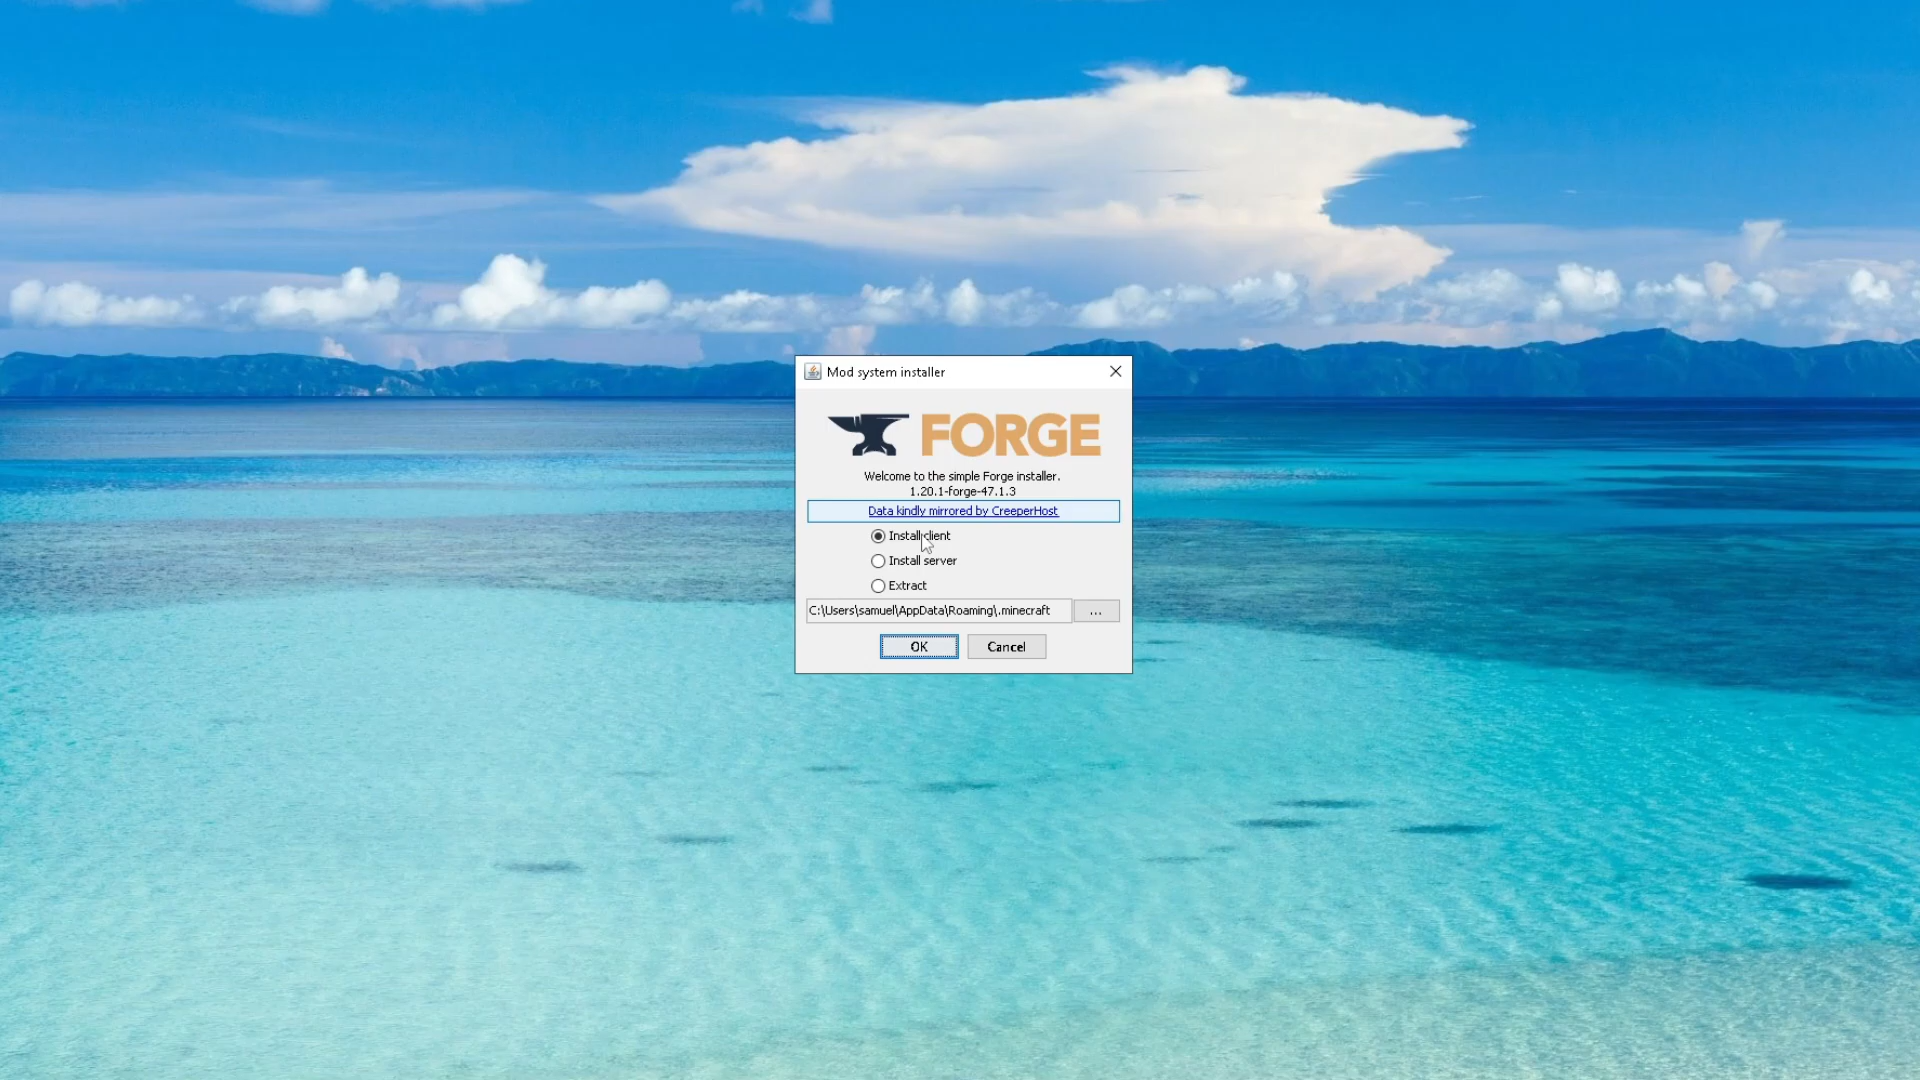 Mod system installer
FORGE
Welcome to the simple Forge installer.
1.20.1-forge-47.1.3
Data kindly mirrored by CreeperHost
Install client
Install server
Extract
C:\Users\samuel\AppData\Roaming\.minecraft
...
OK Cancel